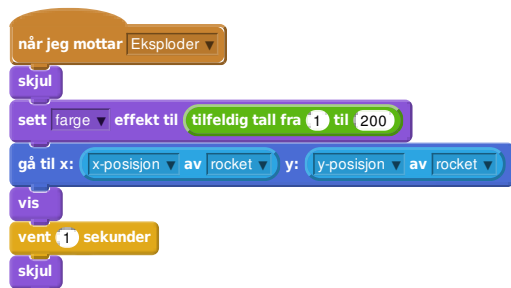 når jeg mottar Eksploder
skjul
sett farge effekt til tilfeldig tall fra 1 til 200
gå til x: x-posisjon av rocket y: y-posisjon av rocket
vis
vent 1 sekunder
skjul